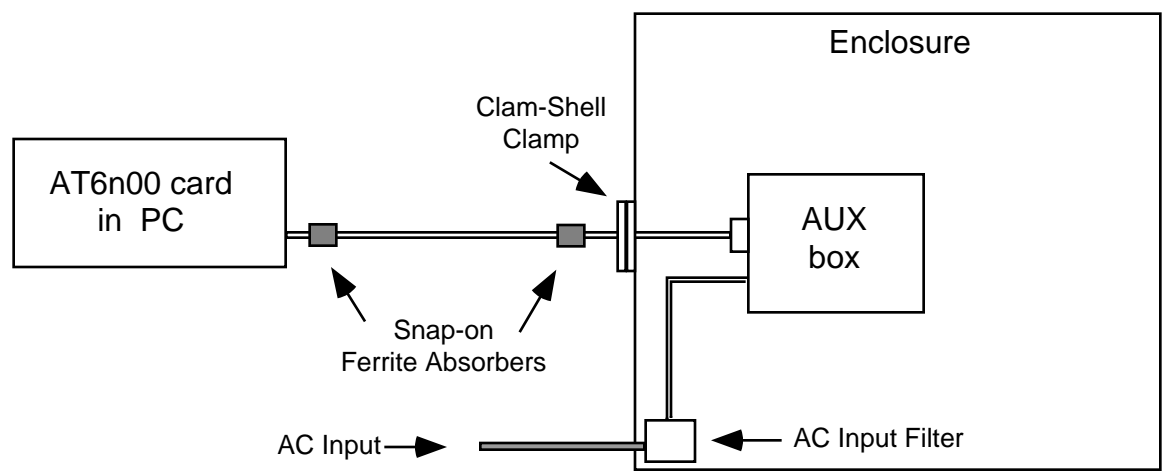 Enclosure
Clam-Shell
Clamp
AT6n00 card
in PC
AUX
box
Snap-on
Ferrite Absorbers
AC Input
AC Input Filter